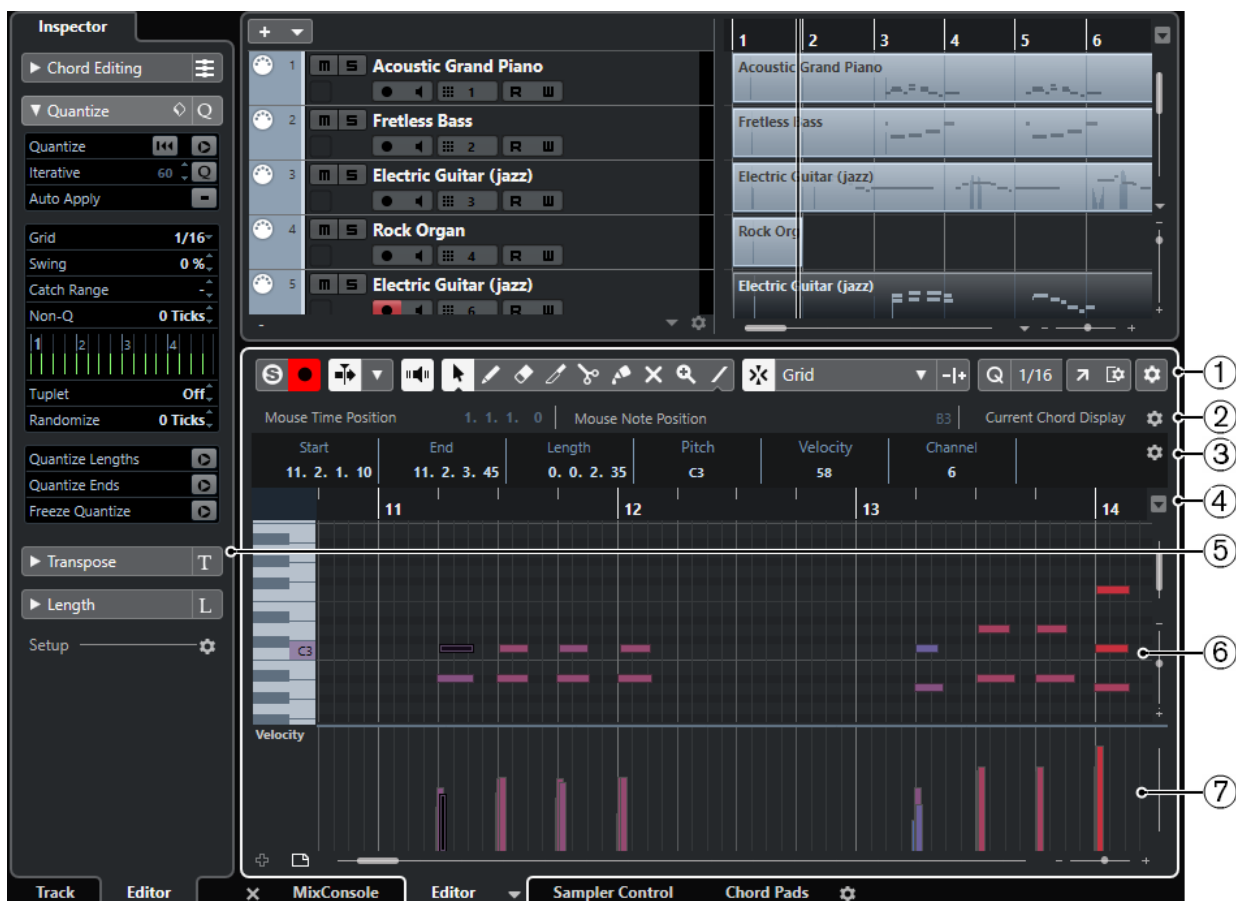 Inspector
Chord Editing
Quantize Q
Quantize
Iterative 60 Q
Auto Apply
Grid 1/16
Swing 0 %
Catch Range -
Non-Q 0 Ticks
1 2 3 4
Tuplet Off
Randomize 0 Ticks
Quantize Lengths
Quantize Ends
Freeze Quantize
Transpose T
Length L
Setup
+
1 m S Acoustic Grand Piano
1 R W
2 m S Fretless Bass
2 R W
3 m S Electric Guitar (jazz)
3 R W
4 m S Rock Organ
4 R W
5 m S Electric Guitar (jazz)
6 R W
-
1 2 3 4 5 6
Acoustic Grand Piano
Fretless Bass
Electric Guitar (jazz)
Rock Org
Electric Guitar (jazz)
S Grid Q 1/16 1
Mouse Time Position 1. 1. 1. 0 Mouse Note Position B3 Current Chord Display 2
Start End Length Pitch Velocity Channel
11. 2. 1. 10 11. 2. 3. 45 0. 0. 2. 35 C3 58 6 3
11 12 13 14 4
5
C3 6
Velocity
7
Track Editor MixConsole Editor Sampler Control Chord Pads